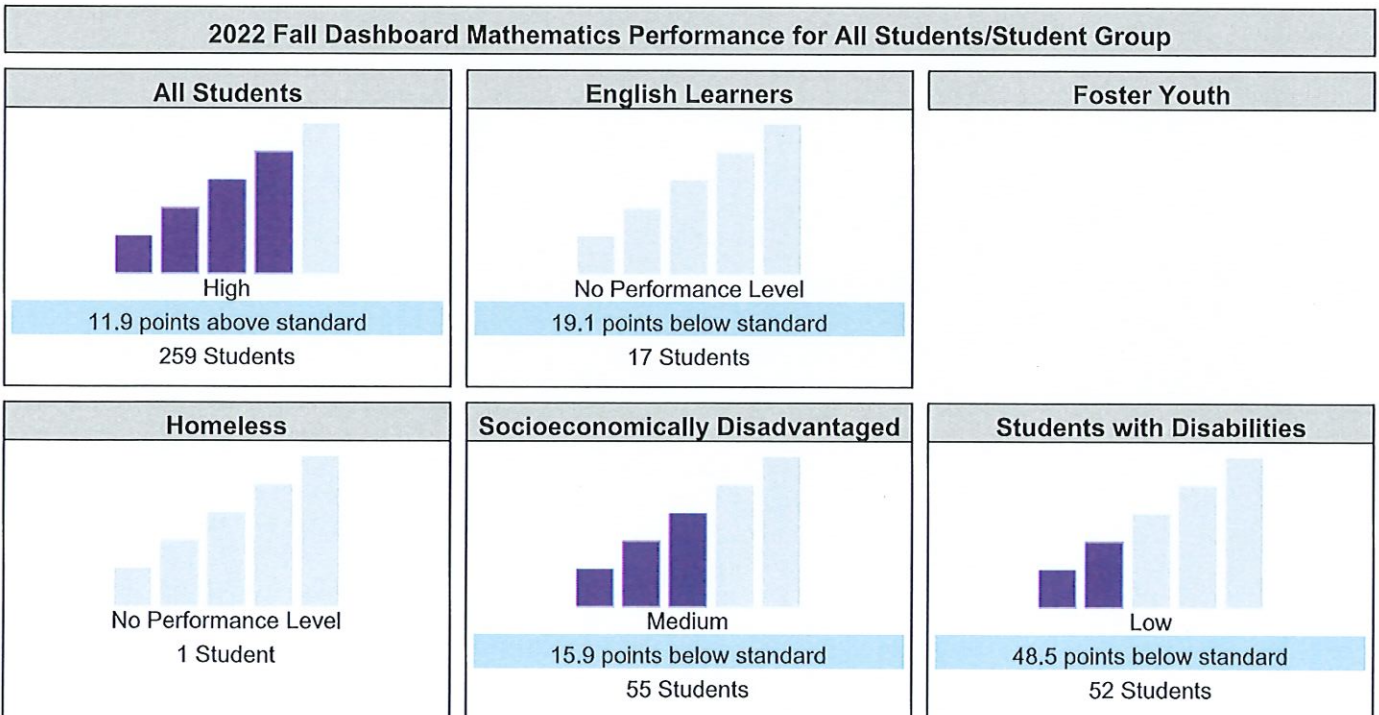 2022 Fall Dashboard Mathematics Performance for All Students/Student Group
All Students
High
11.9 points above standard
259 Students
English Learners
No Performance Level
19.1 points below standard
17 Students
Foster Youth
Homeless
No Performance Level
1 Student
Socioeconomically Disadvantaged
Medium
15.9 points below standard
55 Students
Students with Disabilities
Low
48.5 points below standard
52 Students